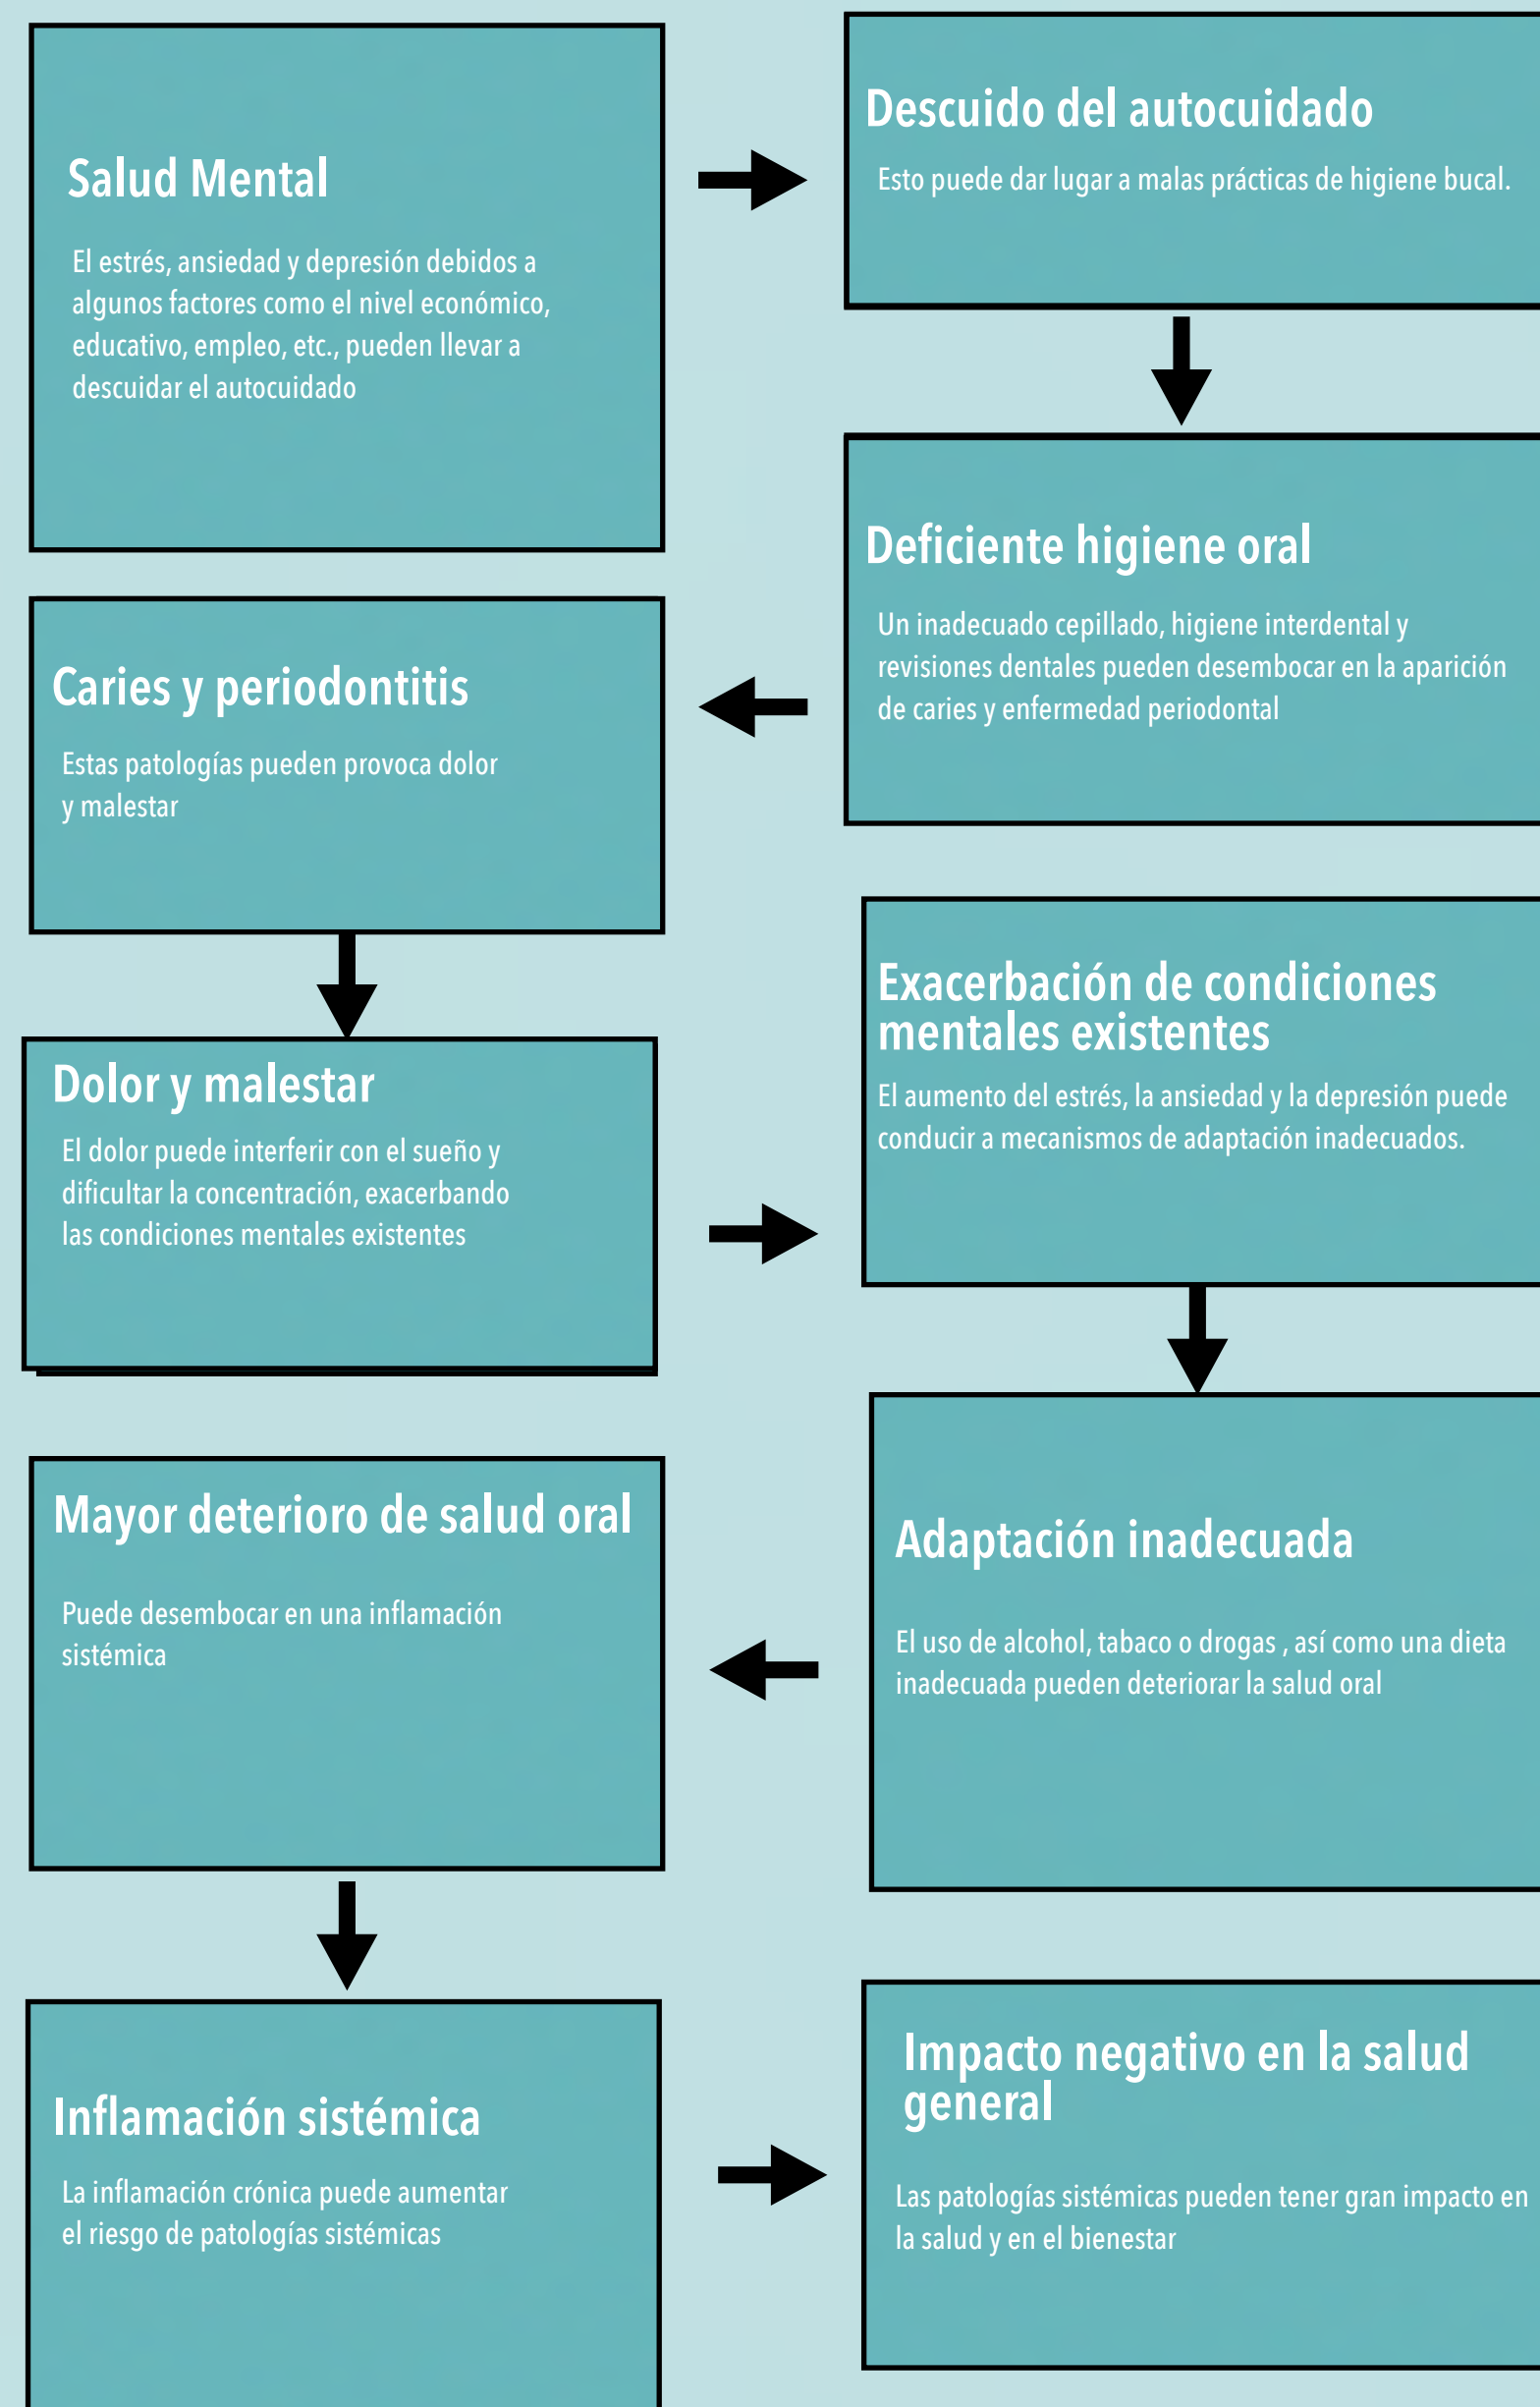 Salud Mental
El estrés, ansiedad y depresión debidos a
algunos factores como el nivel económico,
educativo, empleo, etc., pueden llevar a
descuidar el autocuidado
Descuido del autocuidado
Esto puede dar lugar a malas prácticas de higiene bucal.
Deficiente higiene oral
Un inadecuado cepillado, higiene interdental y
revisiones dentales pueden desembocar en la aparición
de caries y enfermedad periodontal
Caries y periodontitis
Estas patologías pueden provoca dolor
y malestar
Dolor y malestar
El dolor puede interferir con el sueño y
dificultar la concentración, exacerbando
las condiciones mentales existentes
Exacerbación de condiciones
mentales existentes
El aumento del estrés, la ansiedad y la depresión puede
conducir a mecanismos de adaptación inadecuados.
Adaptación inadecuada
El uso de alcohol, tabaco o drogas , así como una dieta
inadecuada pueden deteriorar la salud oral
Mayor deterioro de salud oral
Puede desembocar en una inflamación
sistémica
Inflamación sistémica
La inflamación crónica puede aumentar
el riesgo de patologías sistémicas
Impacto negativo en la salud
general
Las patologías sistémicas pueden tener gran impacto en
la salud y en el bienestar